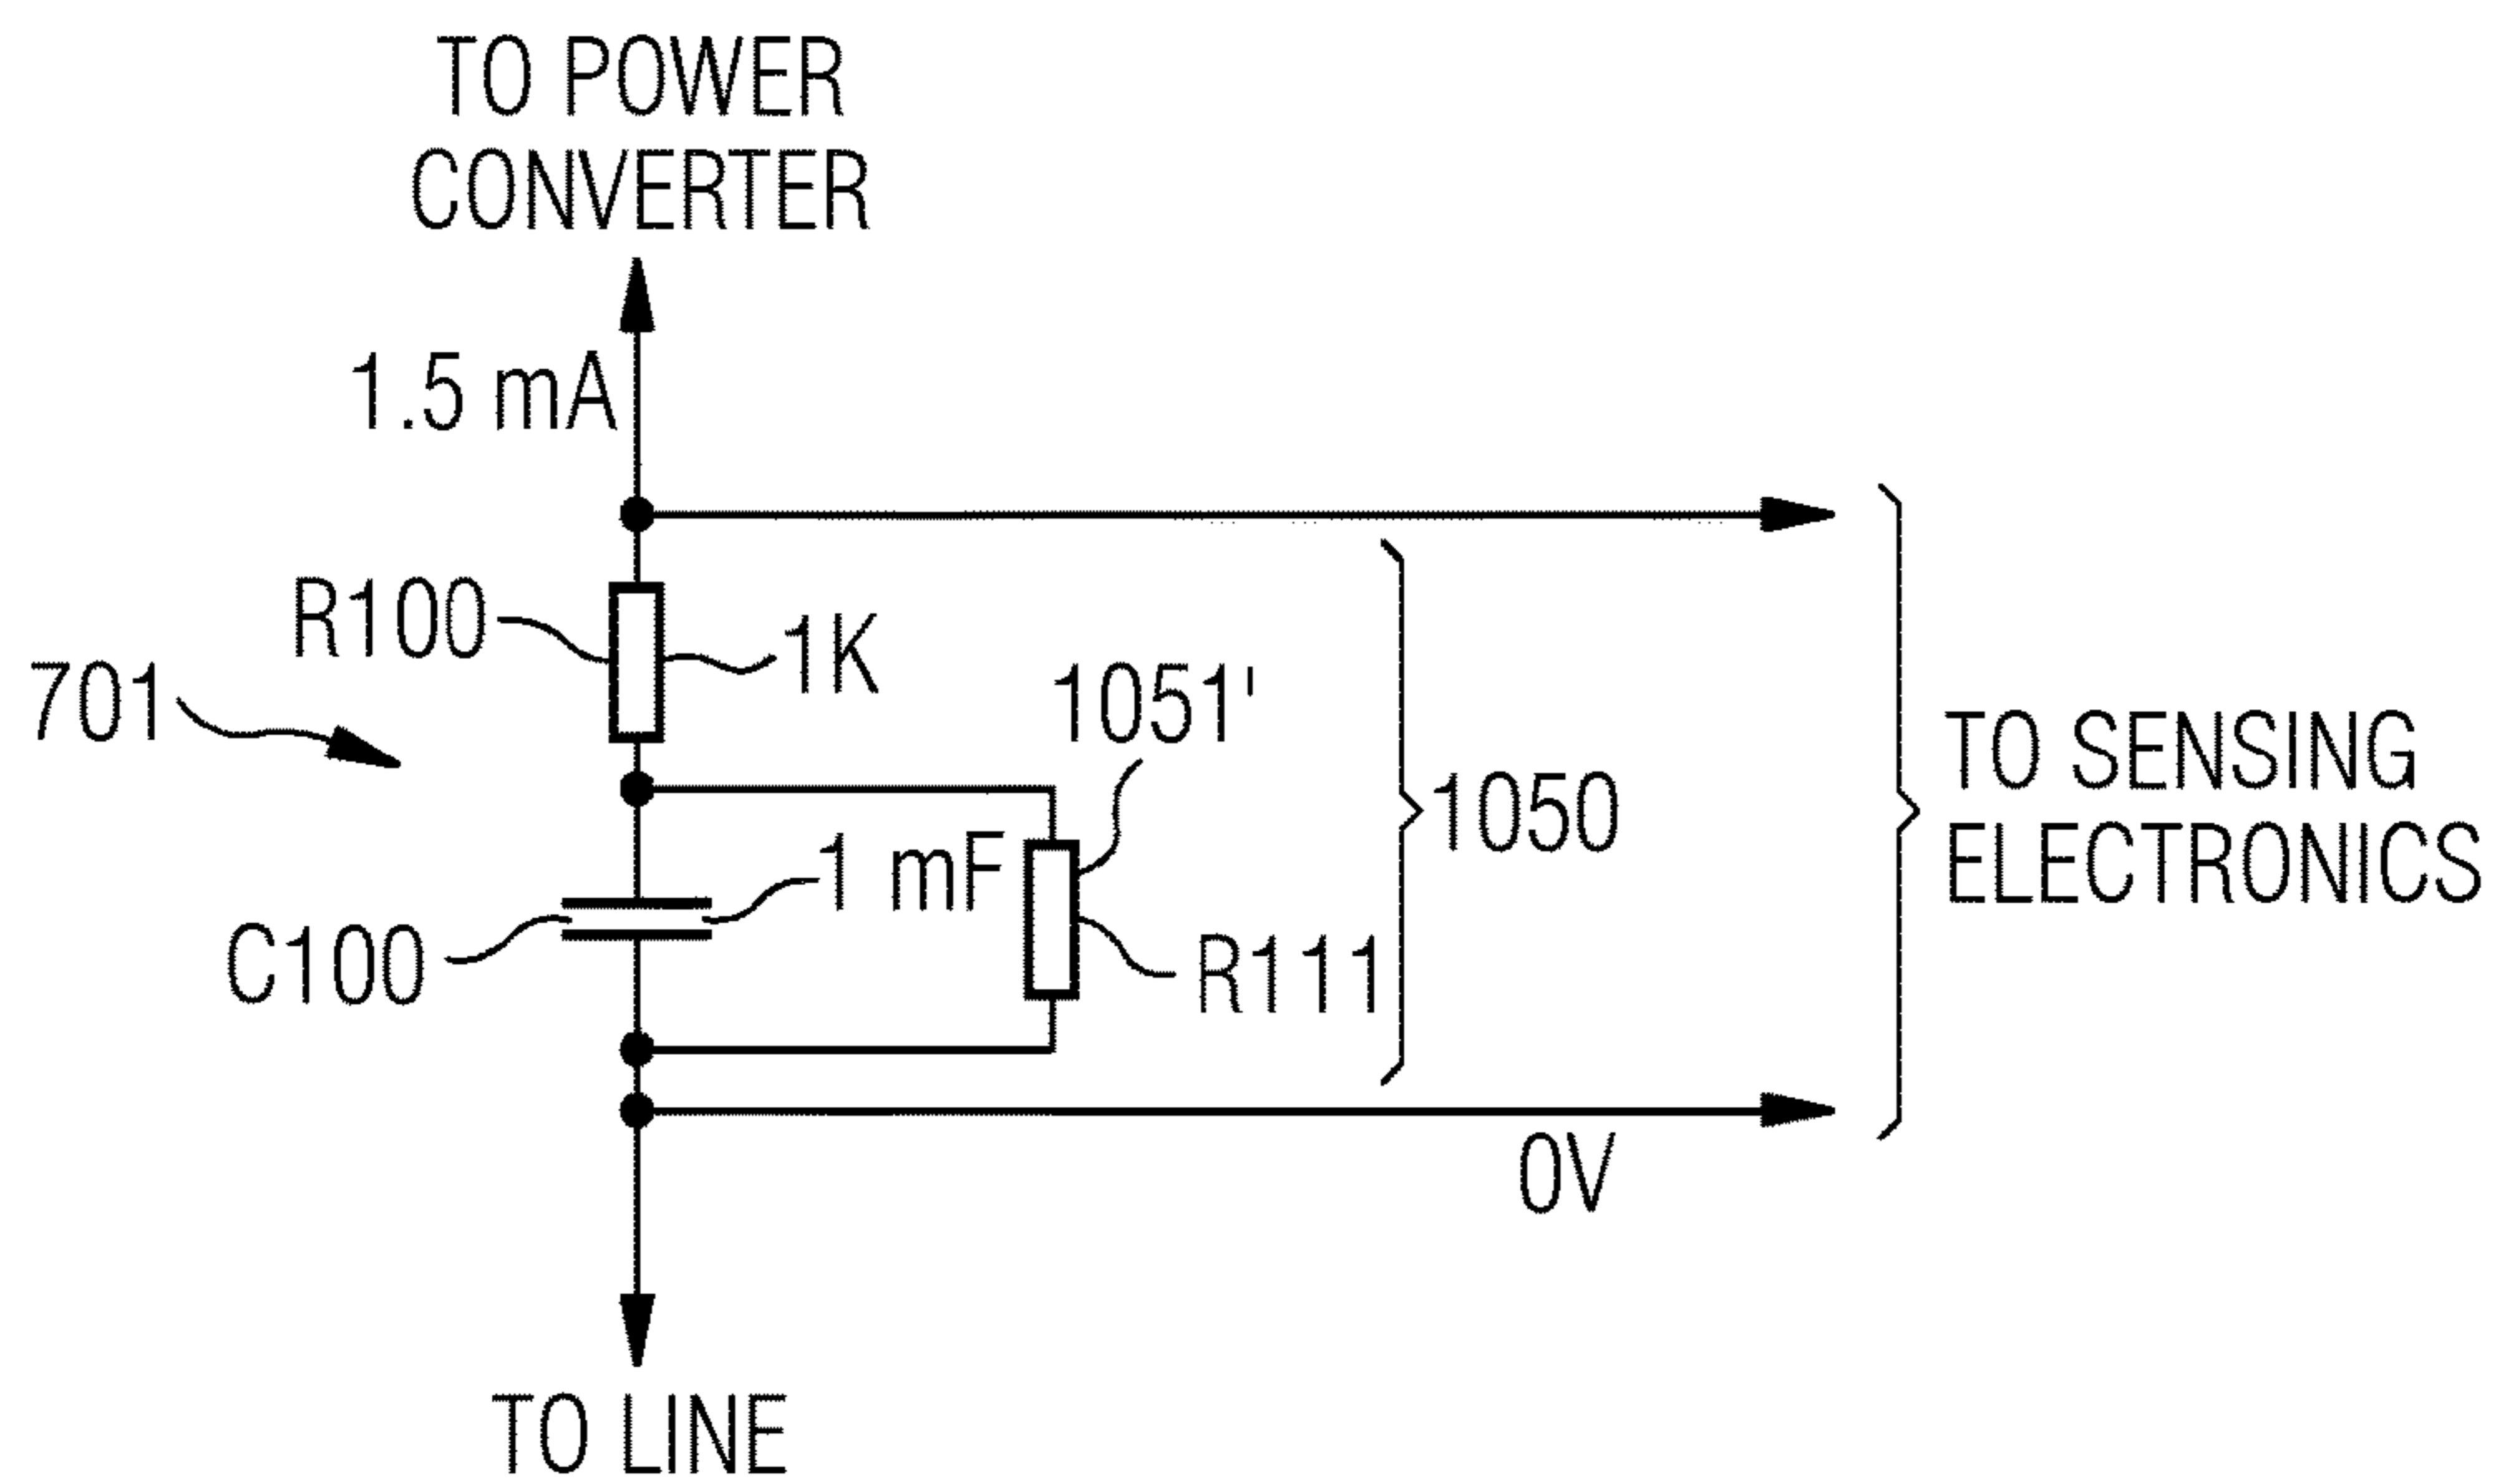 TO POWER
CONVERTER
1.5 mA
R100
1K
701
1051'
1050
TO SENSING
ELECTRONICS
1 mF
C100
R111
0V
TO LINE